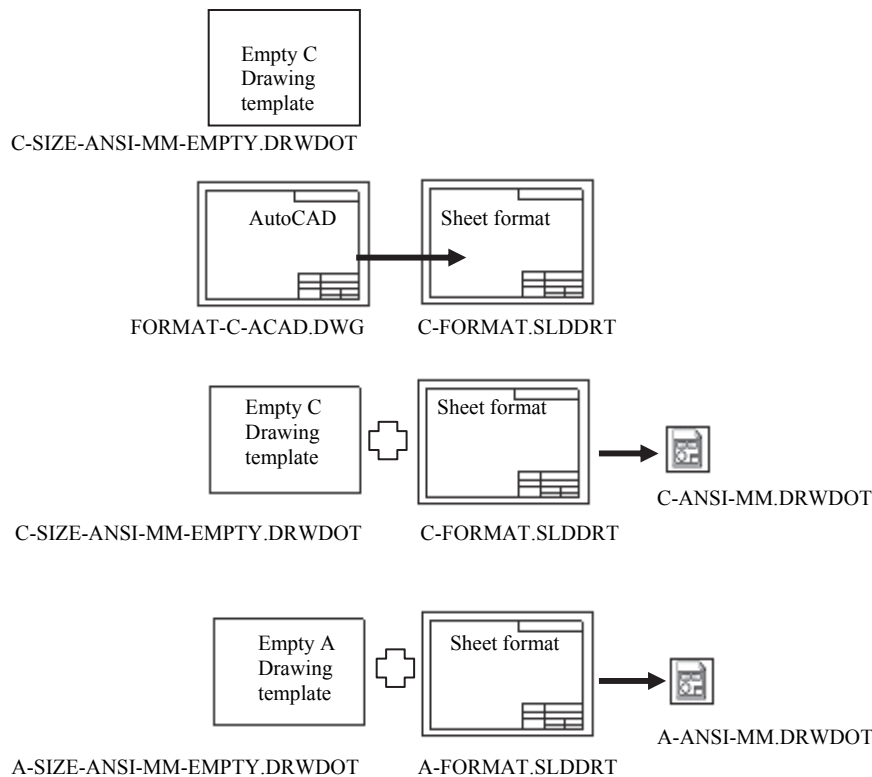 Empty C
Drawing
template
C-SIZE-ANSI-MM-EMPTY.DRWDOT
AutoCAD
Sheet format
FORMAT-C-ACAD.DWG
C-FORMAT.SLDDRT
Empty C
Drawing
template
Sheet format
C-ANSI-MM.DRWDOT
C-SIZE-ANSI-MM-EMPTY.DRWDOT
C-FORMAT.SLDDRT
Empty A
Drawing
template
Sheet format
A-ANSI-MM.DRWDOT
A-SIZE-ANSI-MM-EMPTY.DRWDOT
A-FORMAT.SLDDRT